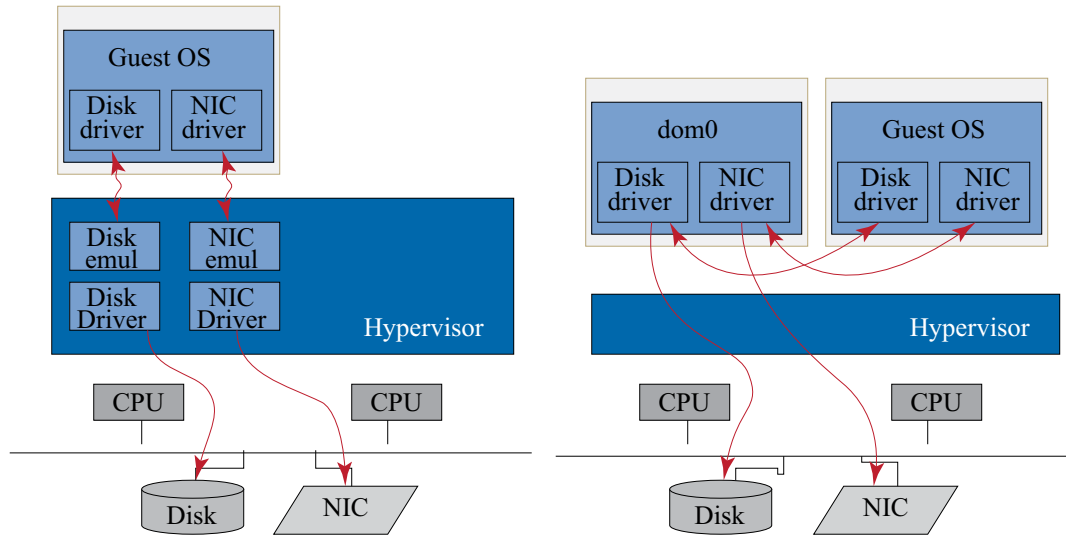 Guest OS
Disk
driver
NIC
driver
Disk
emul
NIC
emul
Disk
Driver
NIC
Driver
Hypervisor
CPU
CPU
Disk
NIC
dom0
Disk
driver
NIC
driver
Guest OS
Disk
driver
NIC
driver
Hypervisor
CPU
CPU
Disk
NIC